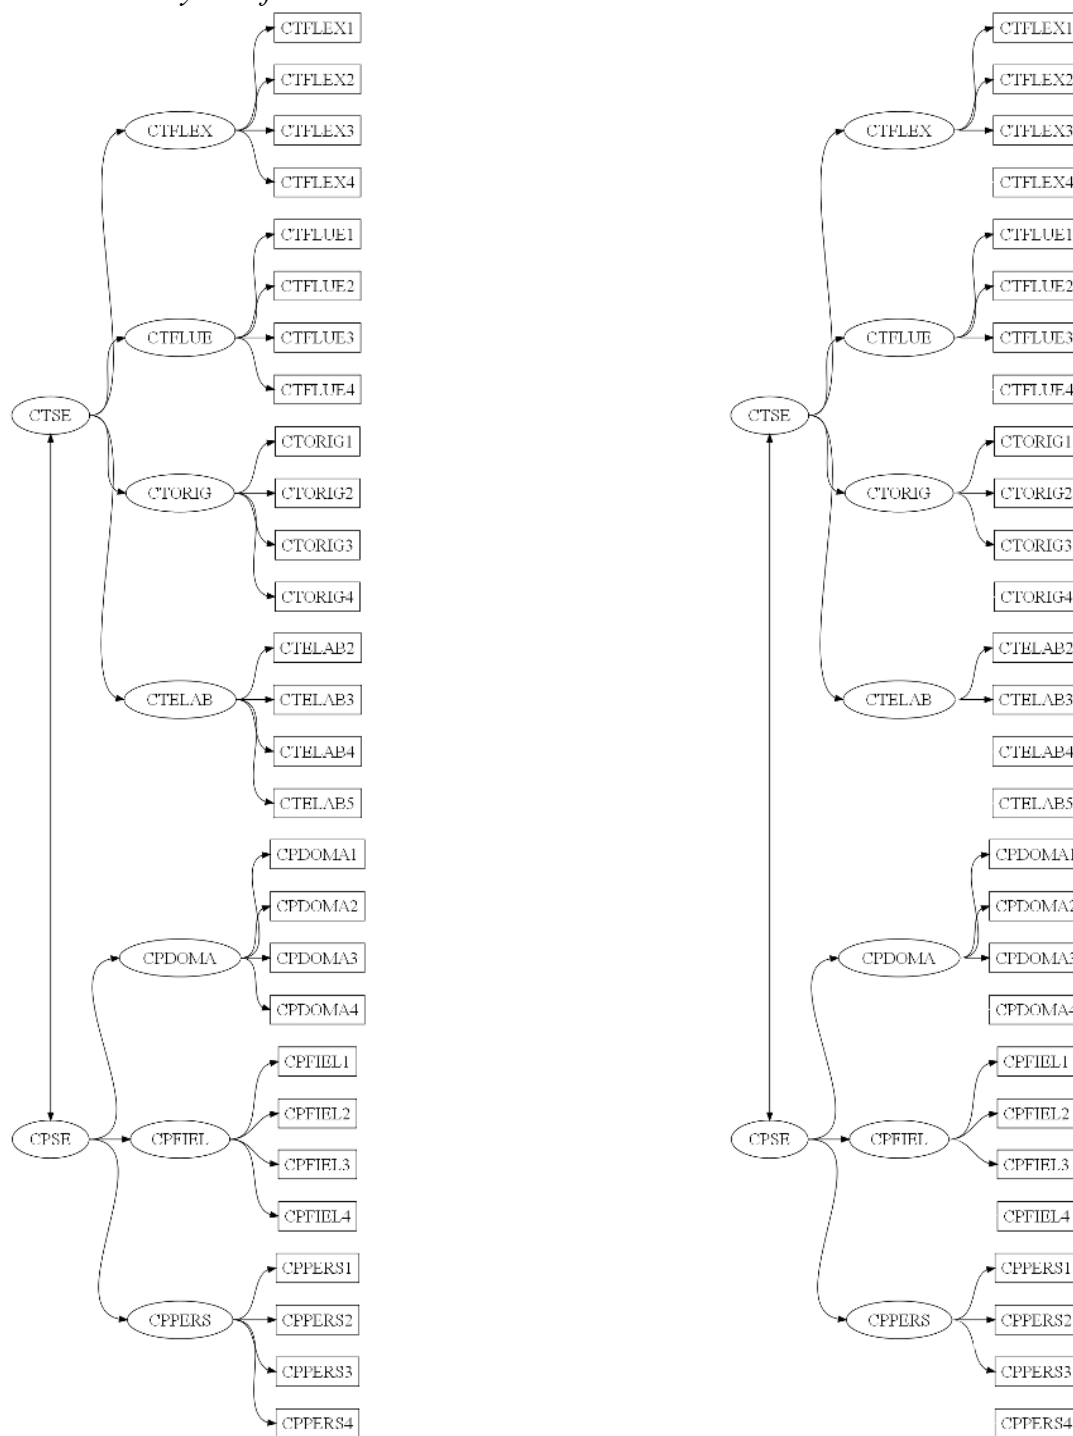 CTFLEX1
CTFLEX2
CTFLEX
CTFLEX3
CTFLEX4
CTFLUE1
CTFLUE2
CTFLUE
CTFLUE3
CTFLUE4
CTSE
CTORIG1
CTORIG
CTORIG2
CTORIG3
CTORIG4
CTELAB2
CTELAB
CTELAB3
CTELAB4
CTELAB5
CPDOMA1
CPDOMA2
CPDOMA
CPDOMA3
CPDOMA4
CPFIEL1
CPFIEL2
CPSE
CPFIEL
CPFIEL3
CPFIEL4
CPPERS1
CPPERS
CPPERS2
CPPERS3
CPPERS4
CTFLEX1
CTFLEX2
CTFLEX
CTFLEX3
CTFLEX4
CTFLUE1
CTFLUE2
CTFLUE
CTFLUE3
CTFLUE4
CTSE
CTORIG1
CTORIG
CTORIG2
CTORIG3
CTORIG4
CTELAB2
CTELAB
CTELAB3
CTELAB4
CTELAB5
CPDOMA1
CPDOMA2
CPDOMA
CPDOMA3
CPDOMA4
CPFIEL1
CPFIEL2
CPSE
CPFIEL
CPFIEL3
CPFIEL4
CPPERS1
CPPERS
CPPERS2
CPPERS3
CPPERS4